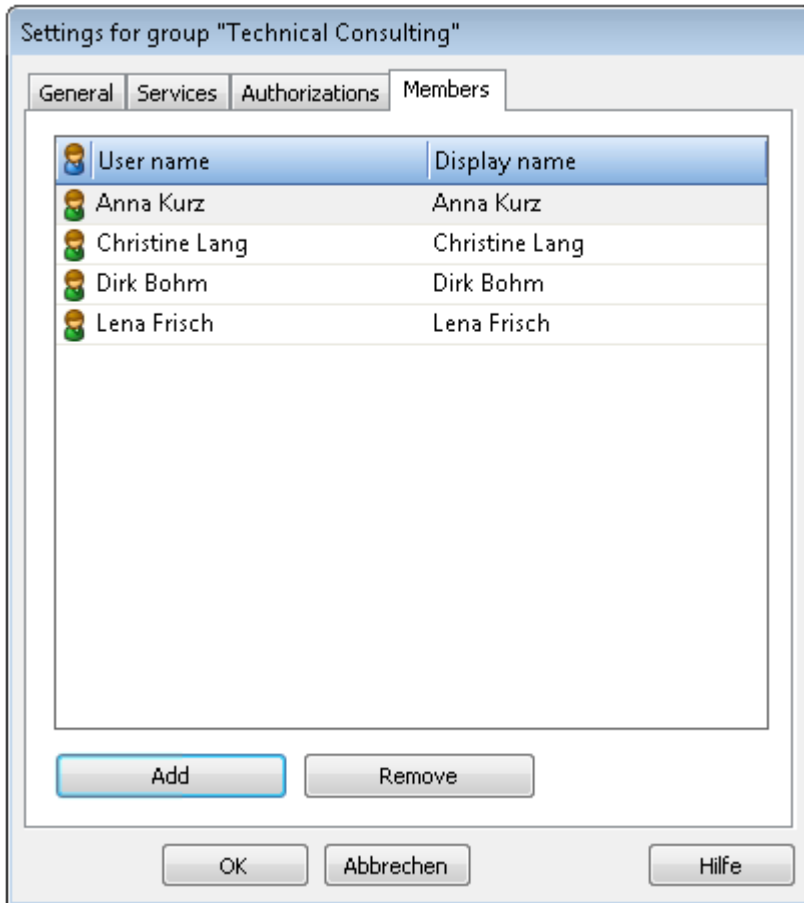 Settings for group "Technical Consulting"
General Services Authorizations Members
User name Display name
Anna Kurz Anna Kurz
Christine Lang Christine Lang
Dirk Bohm Dirk Bohm
Lena Frisch Lena Frisch
Add Remove
OK Abbrechen Hilfe